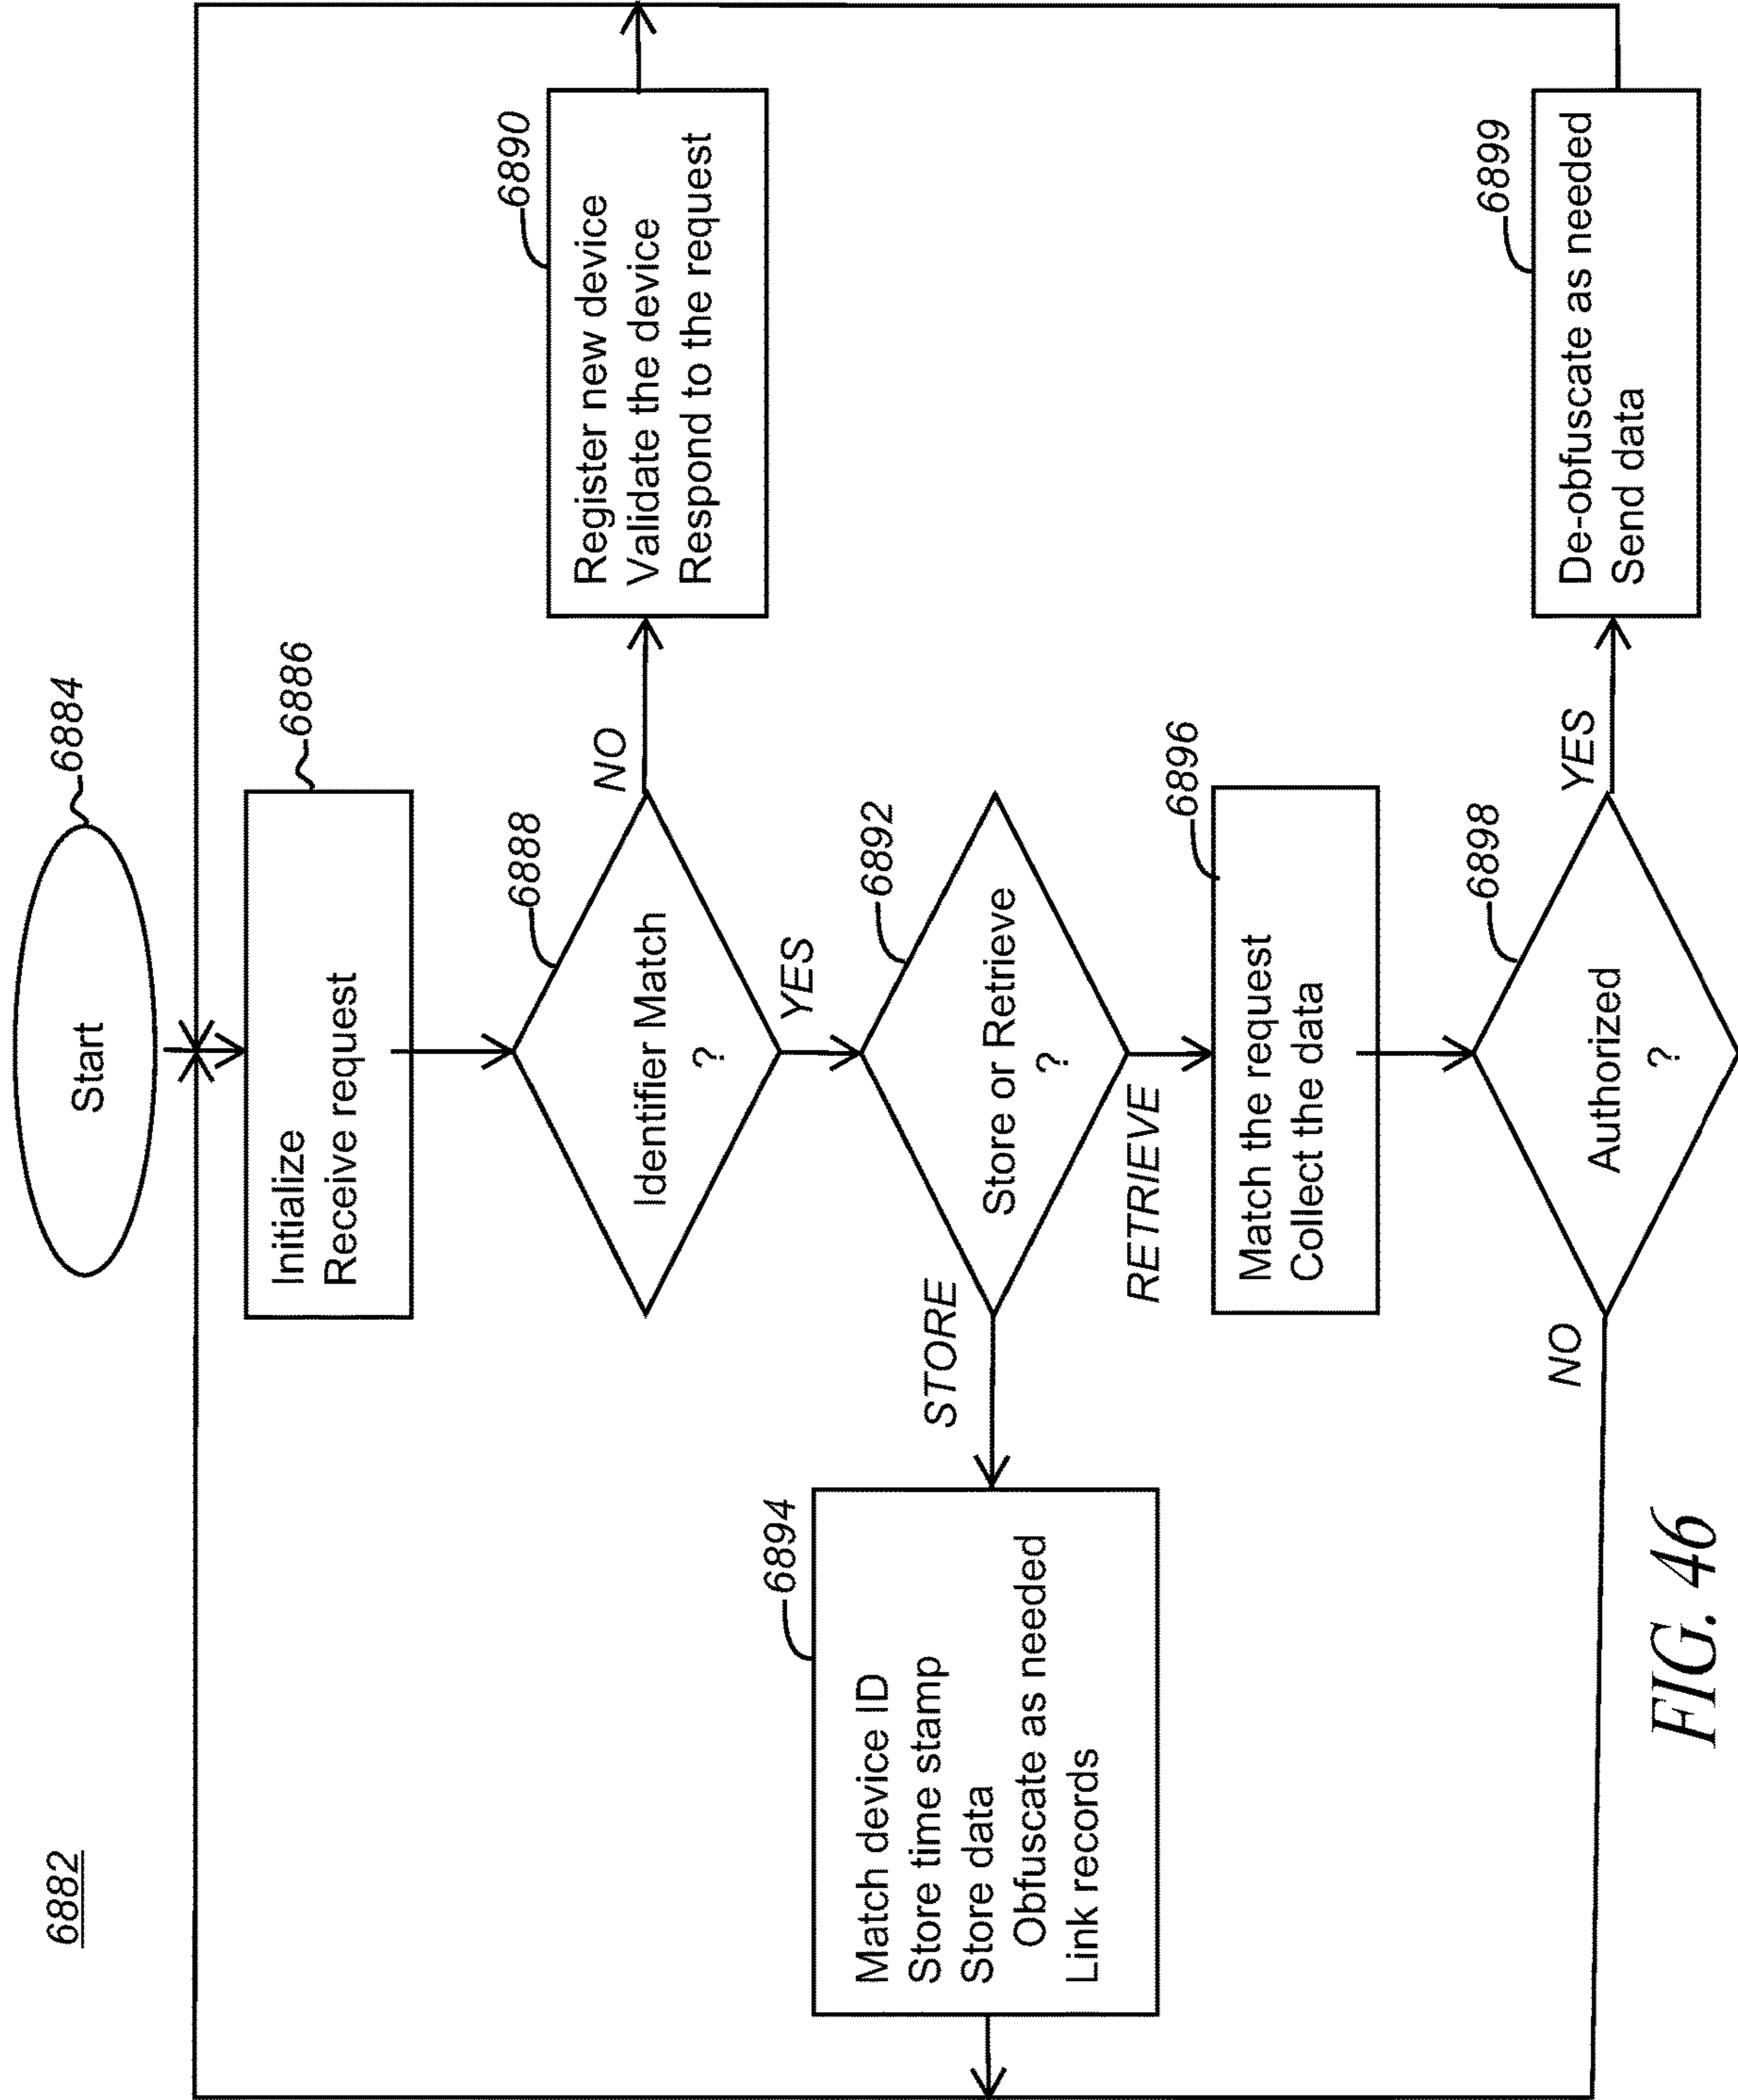 6882
Start
6884
Initialize
Receive request
6886
Identifier Match
?
6888
NO
Register new device
Validate the device
Respond to the request
6890
YES
Store or Retrieve
?
6892
STORE
Match device ID
Store time stamp
Store data
Obfuscate as needed
Link records
6894
RETRIEVE
Match the request
Collect the data
6896
Authorized
?
6898
NO
YES
De-obfuscate as needed
Send data
6899
FIG. 46